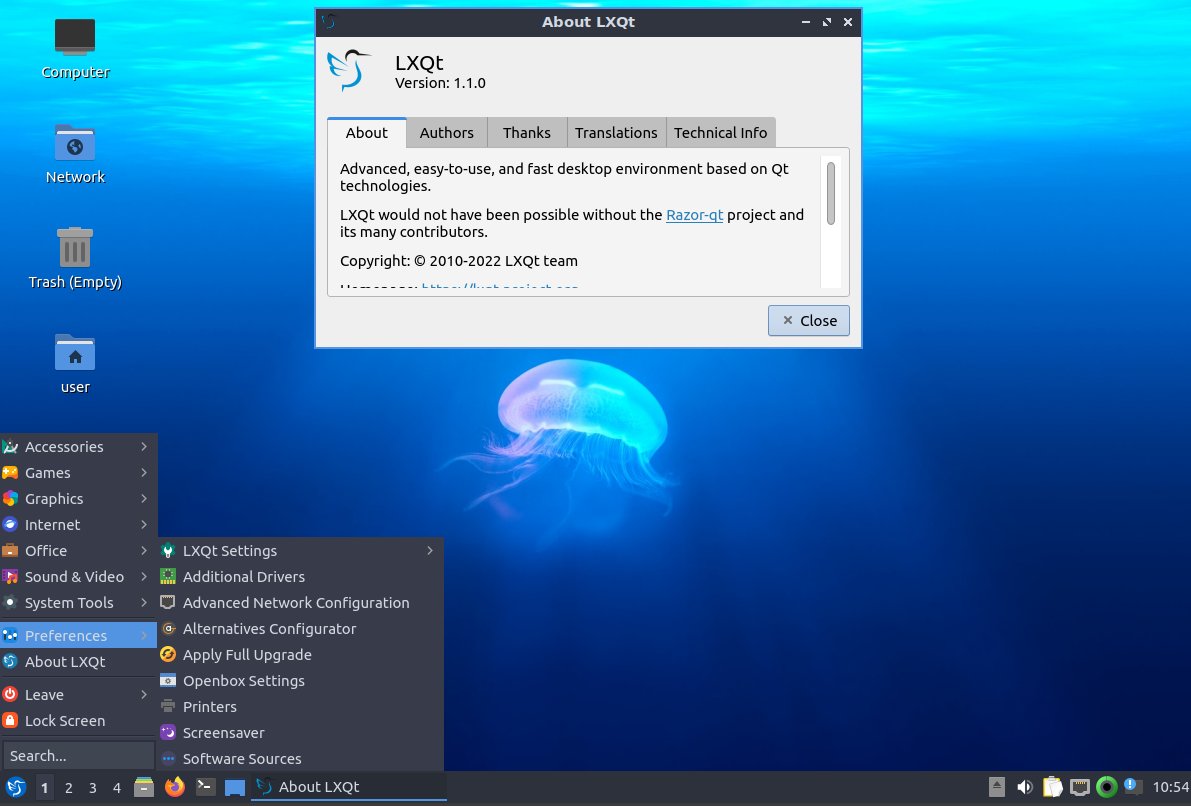 About LXQt
LXQt
Version: 1.1.0
About
Authors
Thanks
Translations
Technical Info
Advanced, easy-to-use, and fast desktop environment based on Qt
technologies.
LXQt would not have been possible without the Razor-qt project and
its many contributors.
Copyright: © 2010-2022 LXQt team
Close
Computer
Network
Trash (Empty)
user
Accessories
Games
Graphics
Internet
Office
Sound & Video
System Tools
Preferences
About LXQt
Leave
Lock Screen
Search...
LXQt Settings
Additional Drivers
Advanced Network Configuration
Alternatives Configurator
Apply Full Upgrade
Openbox Settings
Printers
Screensaver
Software Sources
1 2 3 4
About LXQt
10:54